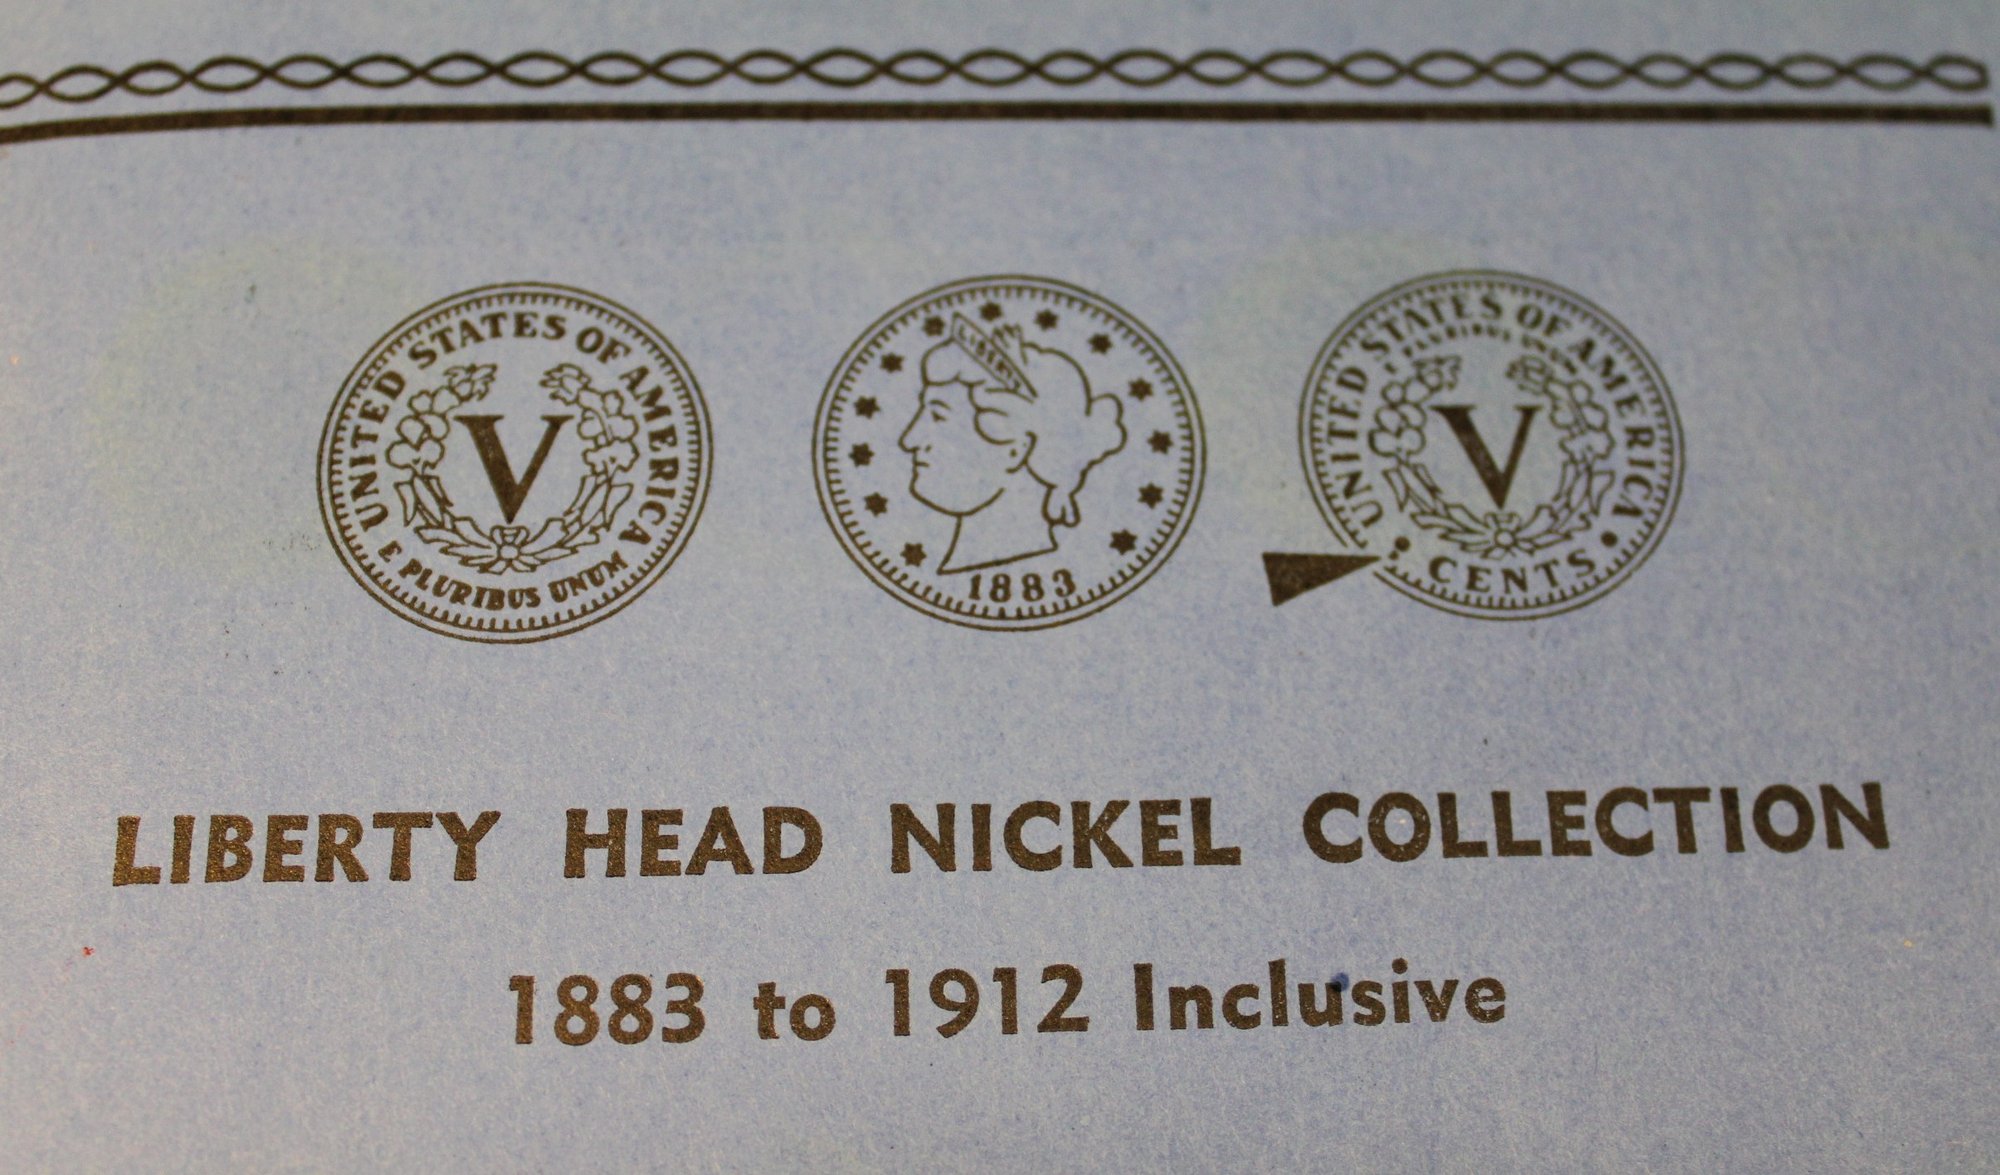 UNITED STATES OF AMERICA
V
E PLURIBUS UNUM
LIBERTY
1883
UNITED STATES OF AMERICA
E PLURIBUS UNUM
V
CENTS
LIBERTY HEAD NICKEL COLLECTION
1883 to 1912 Inclusive